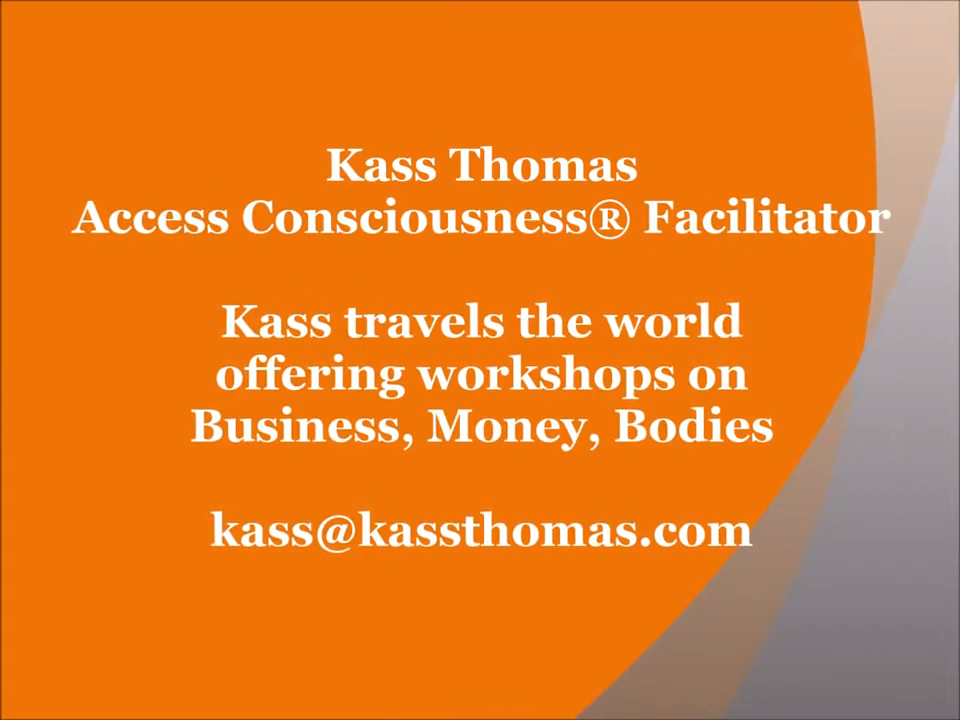 Kass Thomas
Access Consciousness® Facilitator
Kass travels the world
offering workshops on
Business, Money, Bodies
kass@kassthomas.com